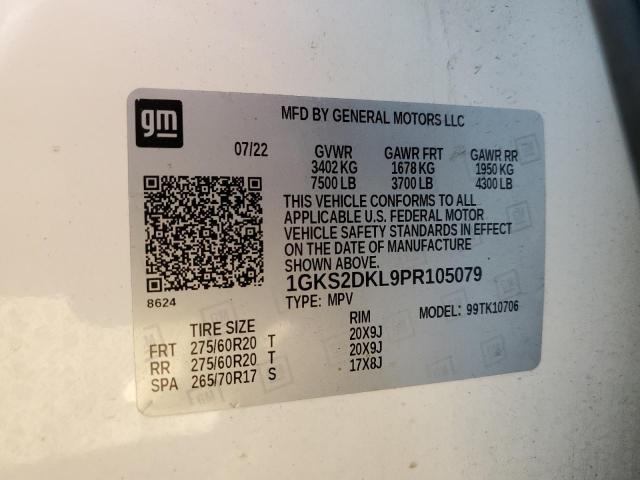 gm
MFD BY GENERAL MOTORS LLC
07/22 GVWR GAWR FRT GAWR RR
3402 KG 1678 KG 1950 KG
7500 LB 3700 LB 4300 LB
THIS VEHICLE CONFORMS TO ALL
APPLICABLE U.S. FEDERAL MOTOR
VEHICLE SAFETY STANDARDS IN EFFECT
ON THE DATE OF MANUFACTURE
SHOWN ABOVE.
1GKS2DKL9PR105079
8624
TYPE: MPV MODEL: 99TK10706
TIRE SIZE RIM
FRT 275/60R20 T 20X9J
RR 275/60R20 T 20X9J
SPA 265/70R17 S 17X8J